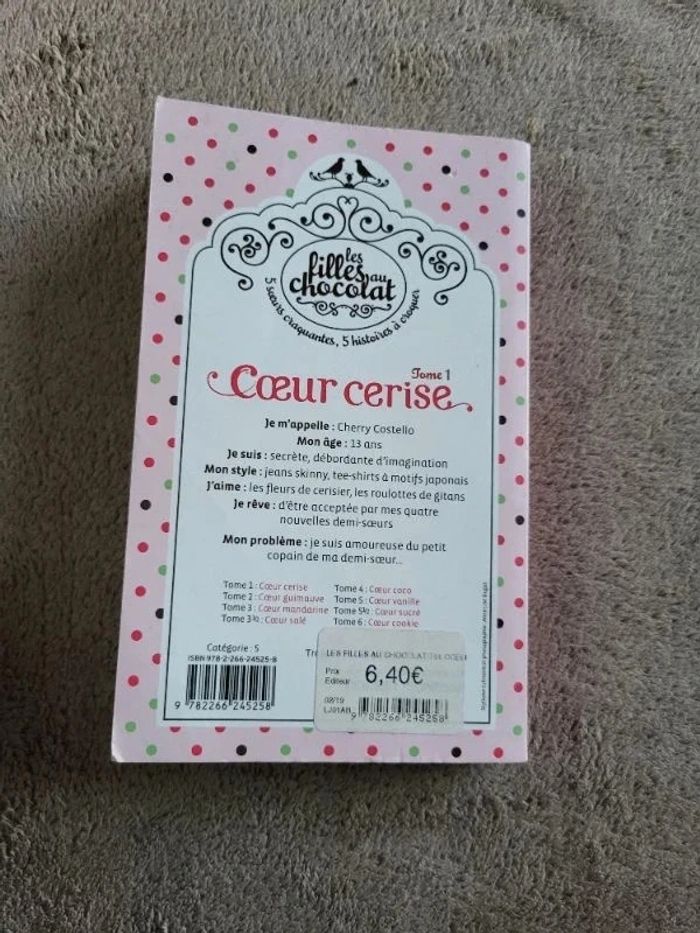 les
filles au
chocolat
5 sœurs craquantes, 5 histoires à croquer
Tome 1
Cœur cerise
Je m'appelle : Cherry Costello
Mon âge : 13 ans
Je suis : secrète, débordante d'imagination
Mon style : jeans skinny, tee-shirts à motifs japonais
J'aime : les fleurs de cerisier, les roulottes de gitans
Je rêve : d'être acceptée par mes quatre
nouvelles demi-sœurs
Mon problème : je suis amoureuse du petit
copain de ma demi-sœur...
Tome 1 : Cœur cerise
Tome 2 : Cœur guimauve
Tome 3 : Cœur mandarine
Tome 3½ : Cœur salé
Tome 4 : Cœur coco
Tome 5 : Cœur vanille
Tome 5½ : Cœur sucré
Tome 6 : Cœur cookie
Catégorie : 5
ISBN 978-2-266-24525-8
9 782266 245258
LES FILLES AU CHOCOLAT
Prix
Editeur
6,40€
02/19
9 782266 245258